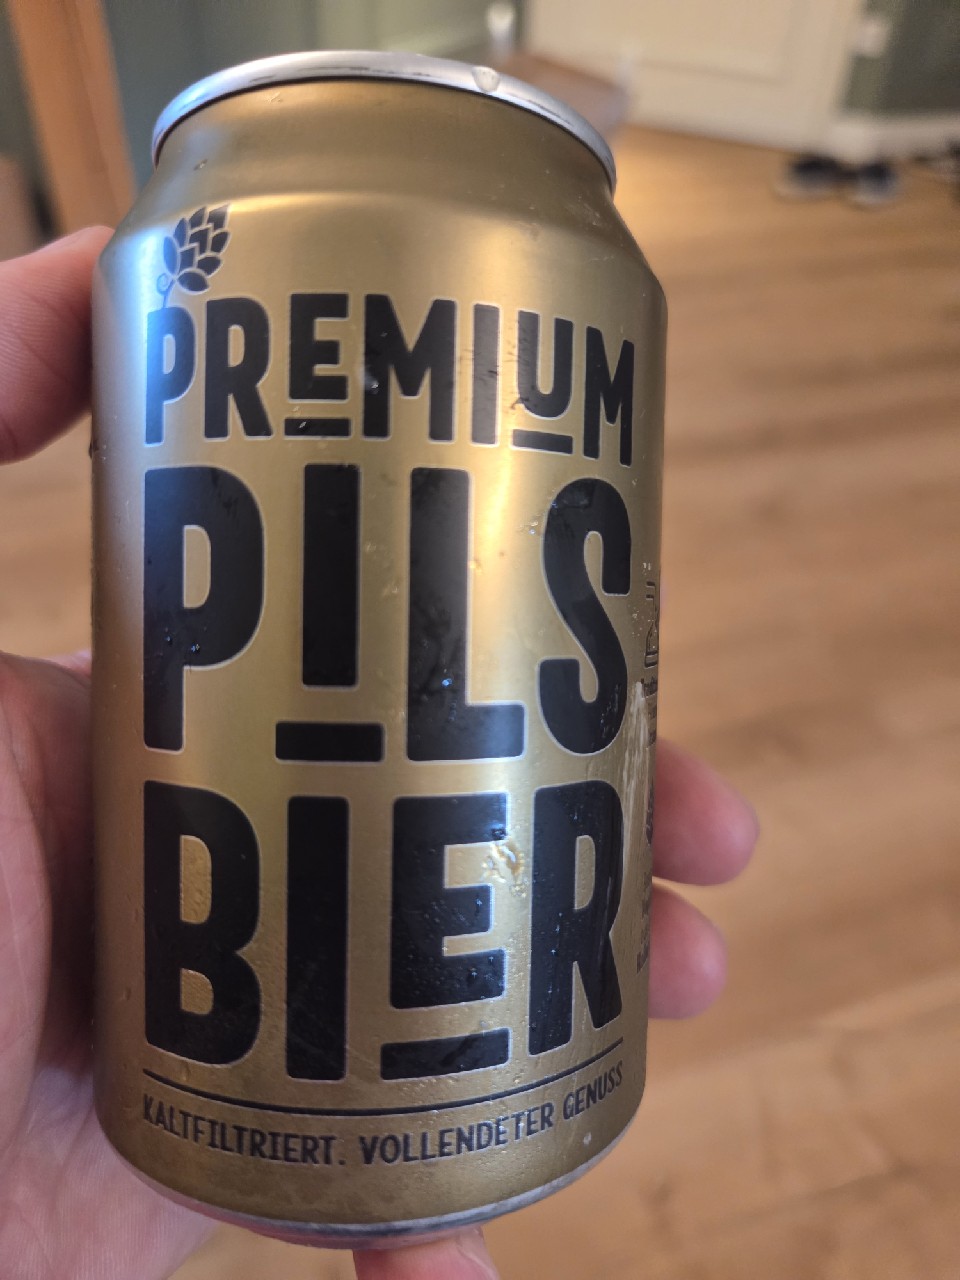 PREMIUM
PILS
BIER
KALTFILTRIERT. VOLLENDETER GENUSS